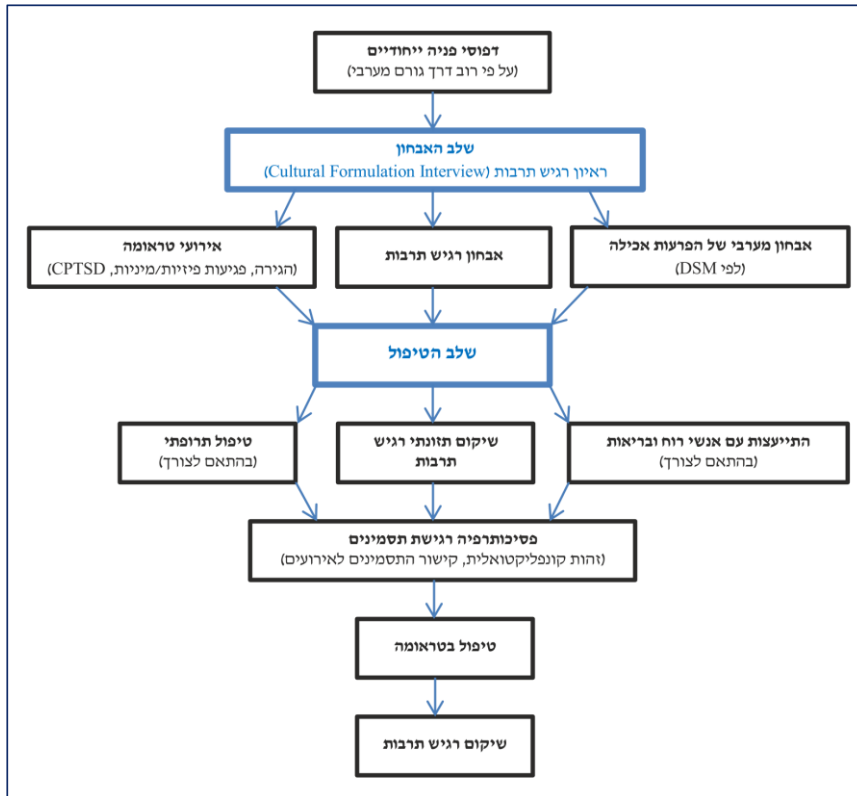 דפוסי פניה ייחודיים
(על פי רוב דרך גורם מערבי)
שלב האבחון
ראיון רגיש תרבות (Cultural Formulation Interview)
אבחון מערבי של הפרעות אכילה
(לפי DSM)
אבחון רגיש תרבות
אירועי טראומה
(הגירה, פגיעות פיזיות/מיניות, CPTSD)
שלב הטיפול
התייעצות עם אנשי רוח ובריאות
(בהתאם לצורך)
שיקום תזונתי רגיש
תרבות
טיפול תרופתי
(בהתאם לצורך)
פסיכותרפיה רגישת תסמינים
(זהות קונפליקטואלית, קישור התסמינים לאירועים)
טיפול בטראומה
שיקום רגיש תרבות